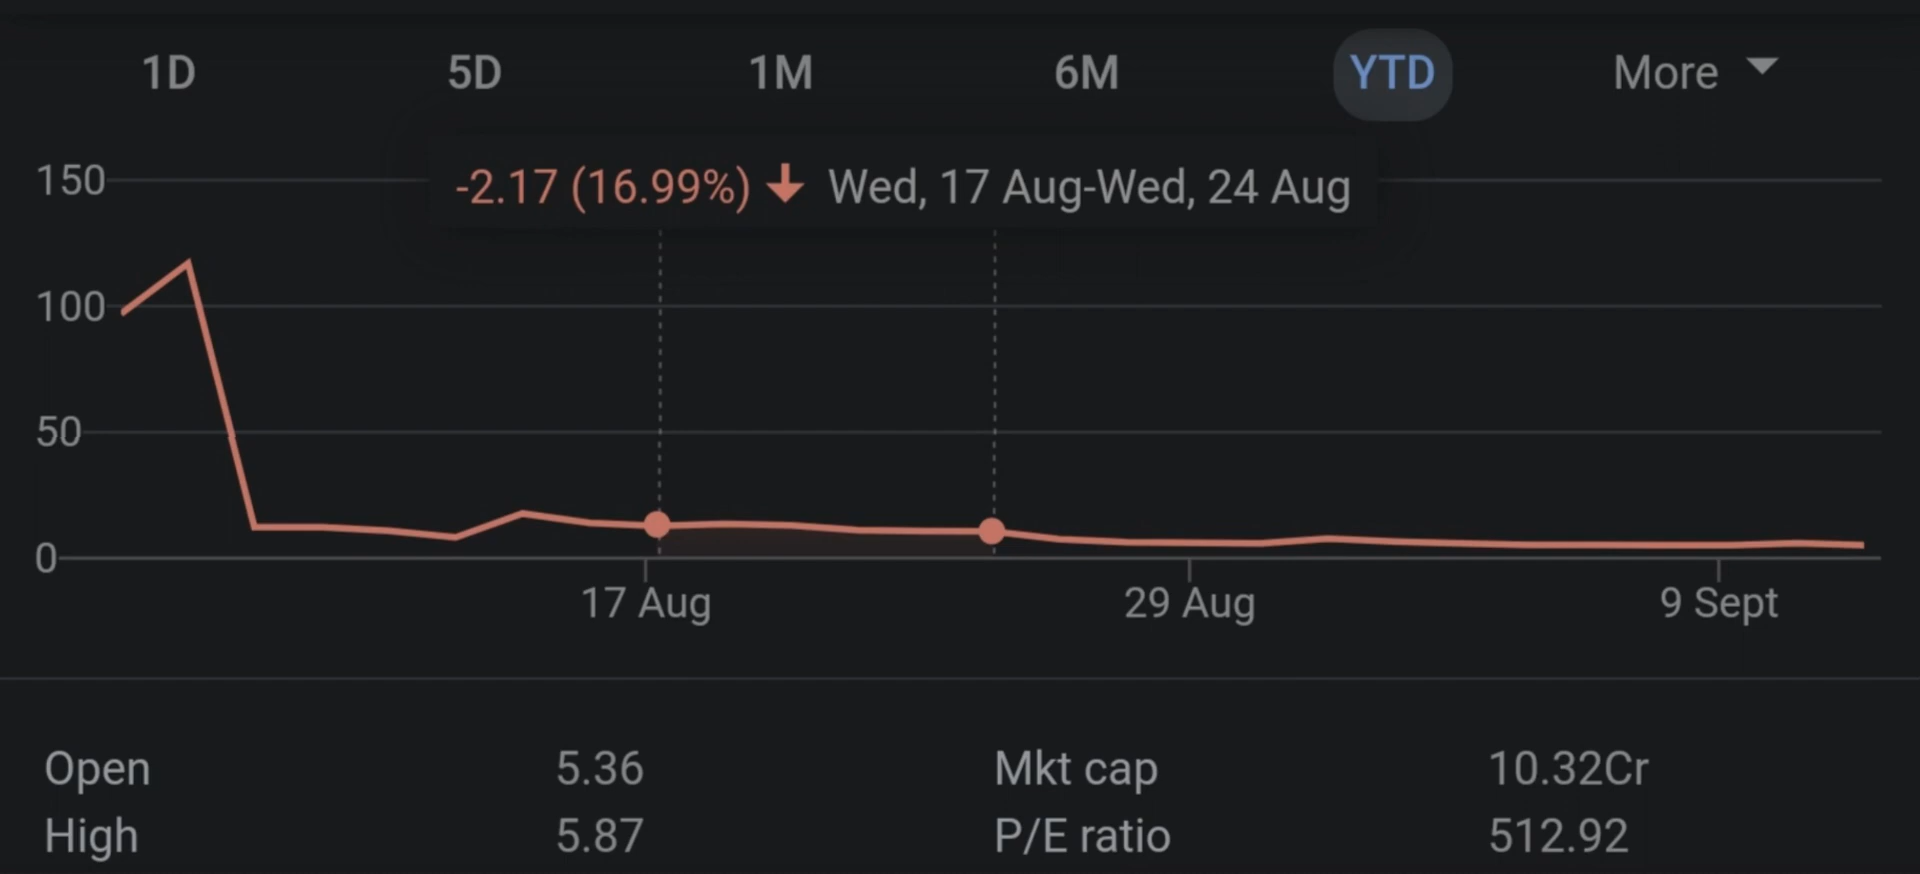 1D 5D 1M 6M YTD More
-2.17 (16.99%) Wed, 17 Aug-Wed, 24 Aug
150
100
50
0
17 Aug 29 Aug 9 Sept
Open 5.36 Mkt cap 10.32Cr
High 5.87 P/E ratio 512.92